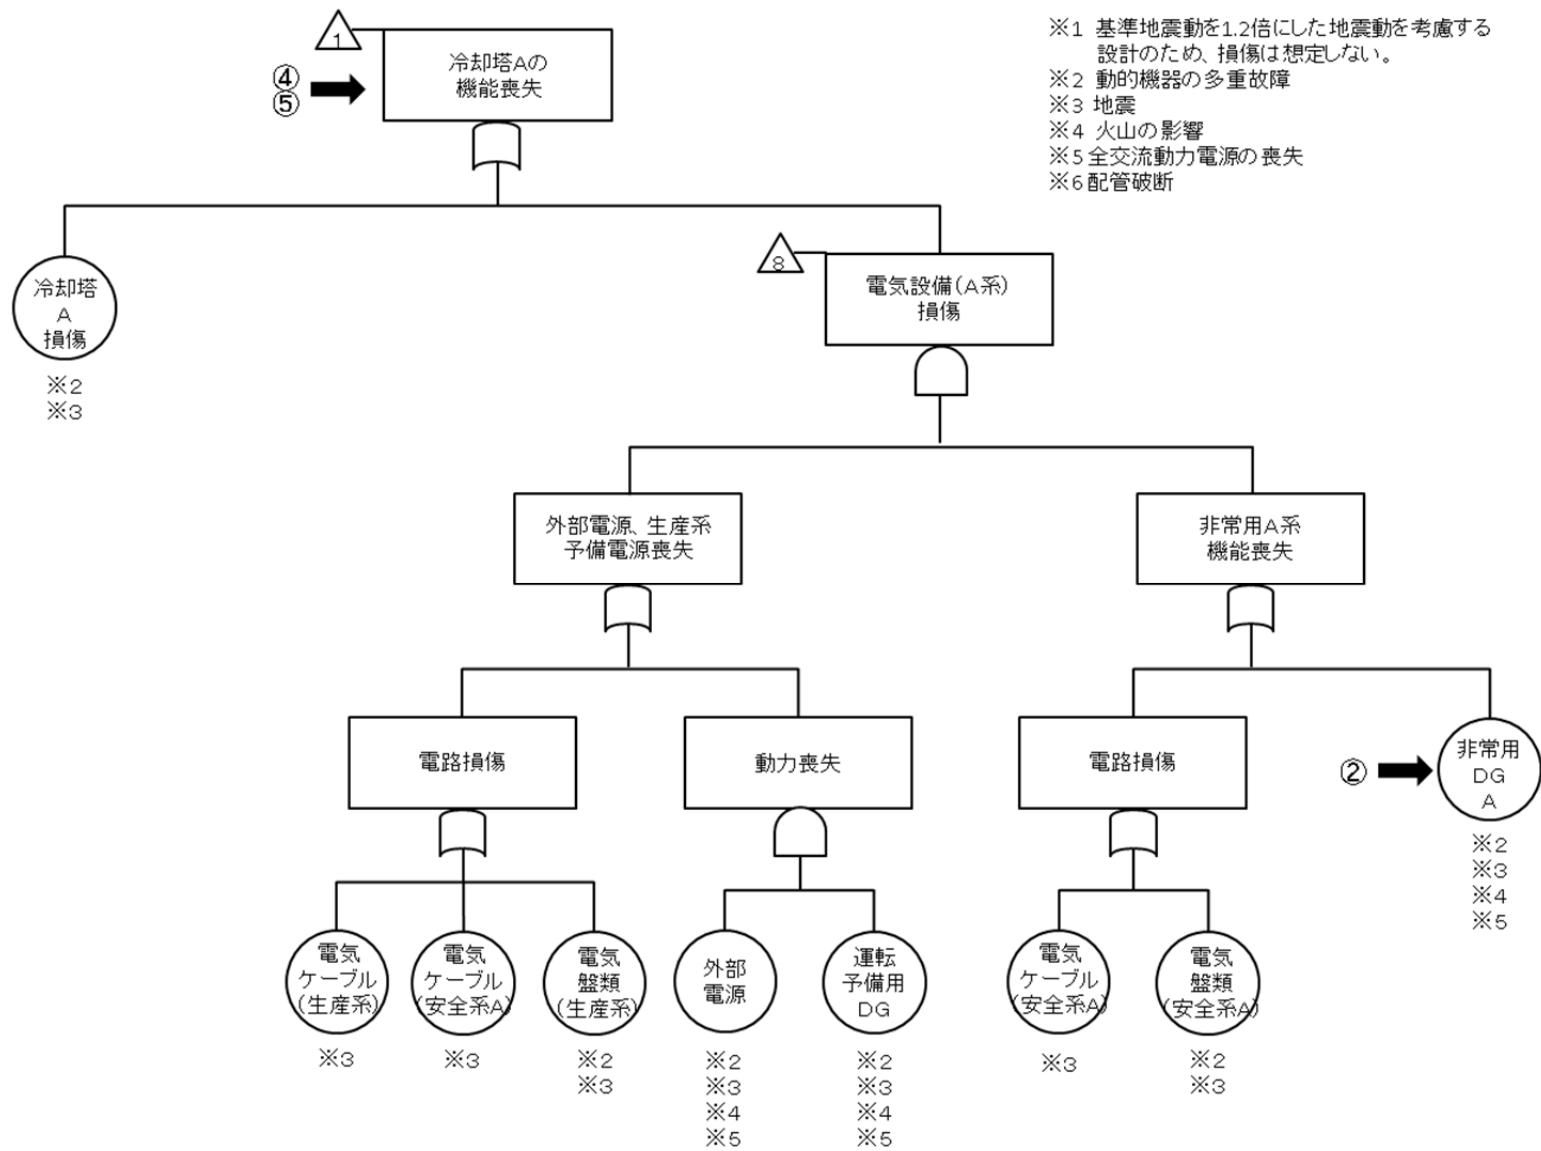 ※1 基準地震動を1.2倍にした地震動を考慮する
設計のため、損傷は想定しない。
※2 動的機器の多重故障
※3 地震
※4 火山の影響
※5 全交流動力電源の喪失
※6 配管破断
1
冷却塔Aの
機能喪失
④
⑤
冷却塔
A
損傷
※2
※3
8
電気設備(A系)
損傷
外部電源、生産系
予備電源喪失
非常用A系
機能喪失
電路損傷
動力喪失
電路損傷
②
非常用
DG
A
※2
※3
※4
※5
電気
ケーブル
(生産系)
※3
電気
ケーブル
(安全系A)
※3
電気
盤類
(生産系)
※2
※3
外部
電源
※2
※3
※4
※5
運転
予備用
DG
※2
※3
※4
※5
電気
ケーブル
(安全系A)
※3
電気
盤類
(安全系A)
※2
※3